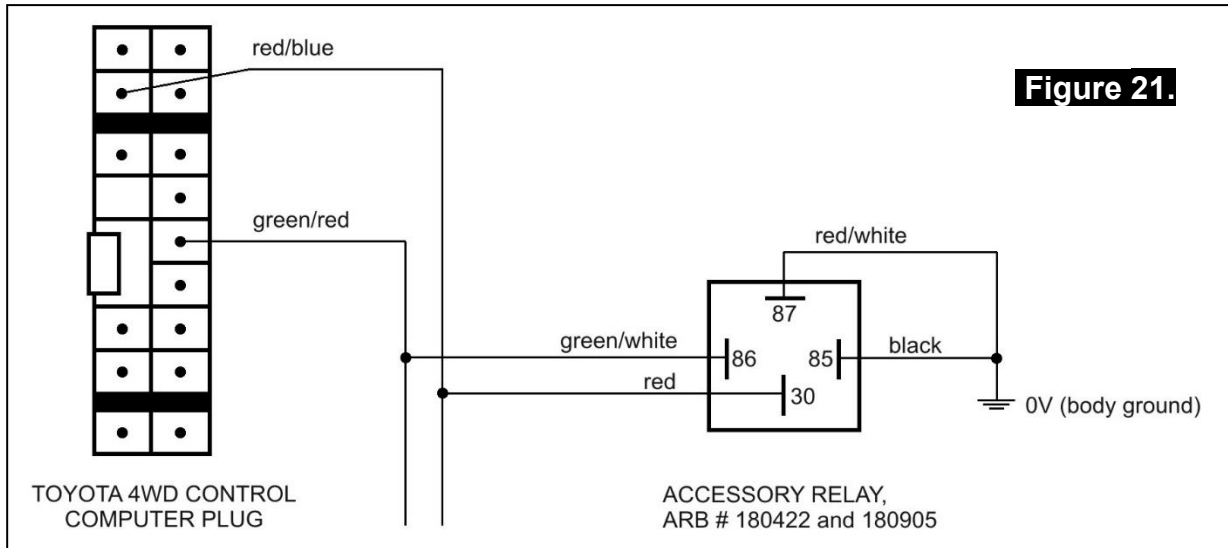 red/blue
Figure 21.
green/red
red/white
87
green/white
86
85
black
red
30
0V (body ground)
TOYOTA 4WD CONTROL
COMPUTER PLUG
ACCESSORY RELAY,
ARB # 180422 and 180905